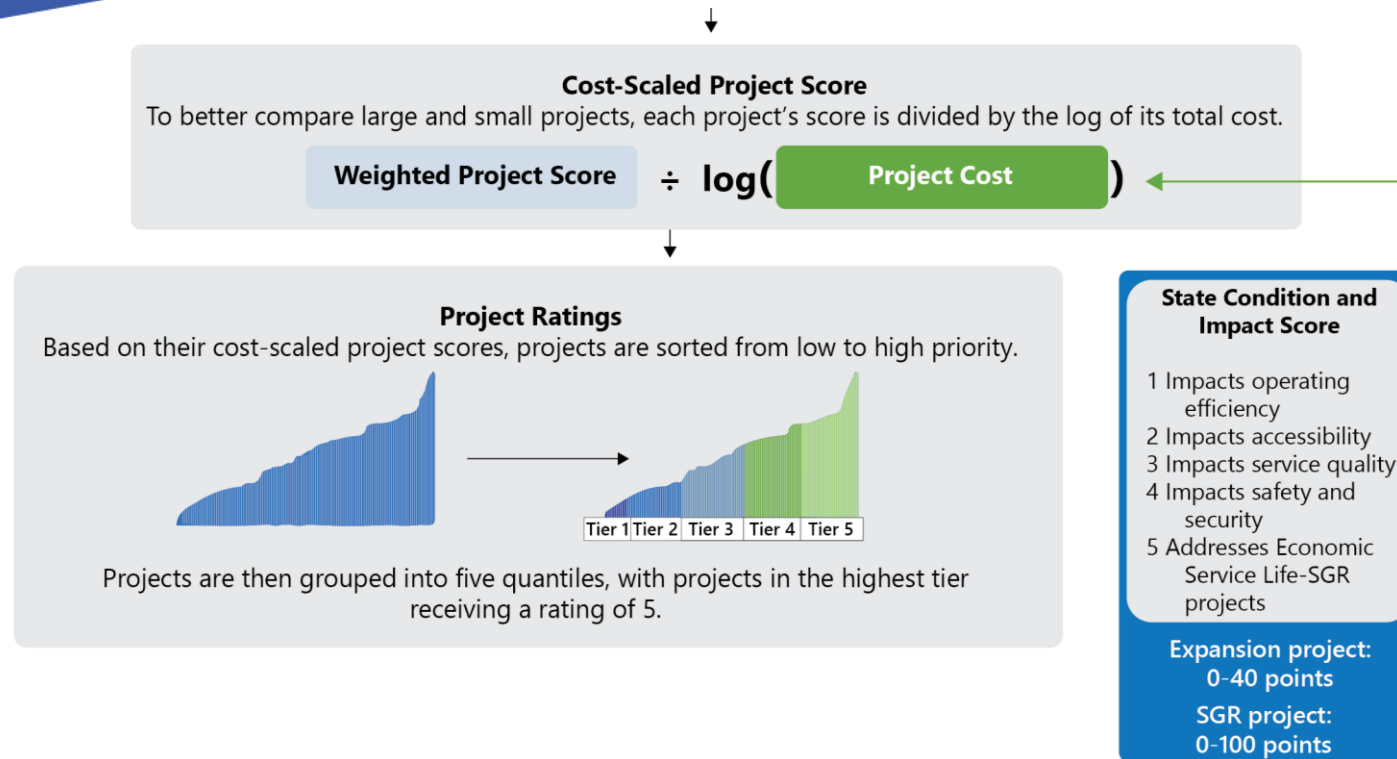 Cost-Scaled Project Score
To better compare large and small projects, each project’s score is divided by the log of its total cost.
Weighted Project Score ÷ log( Project Cost )
Project Ratings
Based on their cost-scaled project scores, projects are sorted from low to high priority.
Tier 1 Tier 2 Tier 3 Tier 4 Tier 5
Projects are then grouped into five quantiles, with projects in the highest tier
receiving a rating of 5.
State Condition and
Impact Score
1 Impacts operating
efficiency
2 Impacts accessibility
3 Impacts service quality
4 Impacts safety and
security
5 Addresses Economic
Service Life-SGR
projects
Expansion project:
0-40 points
SGR project:
0-100 points